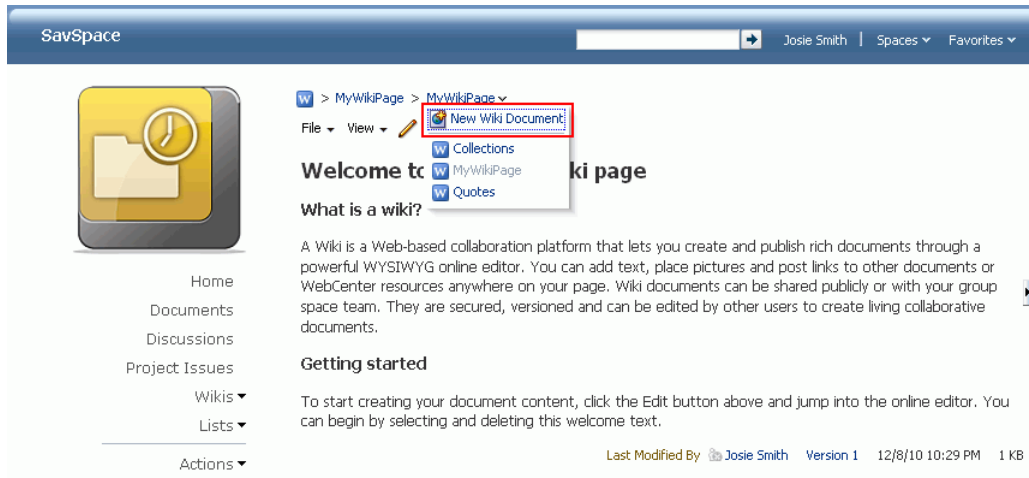 SavSpace
Josie Smith | Spaces Favorites
> MyWikiPage > MyWikiPage
File View
New Wiki Document
Collections
MyWikiPage
Quotes
Welcome to ki page
What is a wiki?
A Wiki is a Web-based collaboration platform that lets you create and publish rich documents through a
powerful WYSIWYG online editor. You can add text, place pictures and post links to other documents or
WebCenter resources anywhere on your page. Wiki documents can be shared publicly or with your group
space team. They are secured, versioned and can be edited by other users to create living collaborative
documents.
Getting started
To start creating your document content, click the Edit button above and jump into the online editor. You
can begin by selecting and deleting this welcome text.
Last Modified By Josie Smith Version 1 12/8/10 10:29 PM 1 KB
Home
Documents
Discussions
Project Issues
Wikis
Lists
Actions